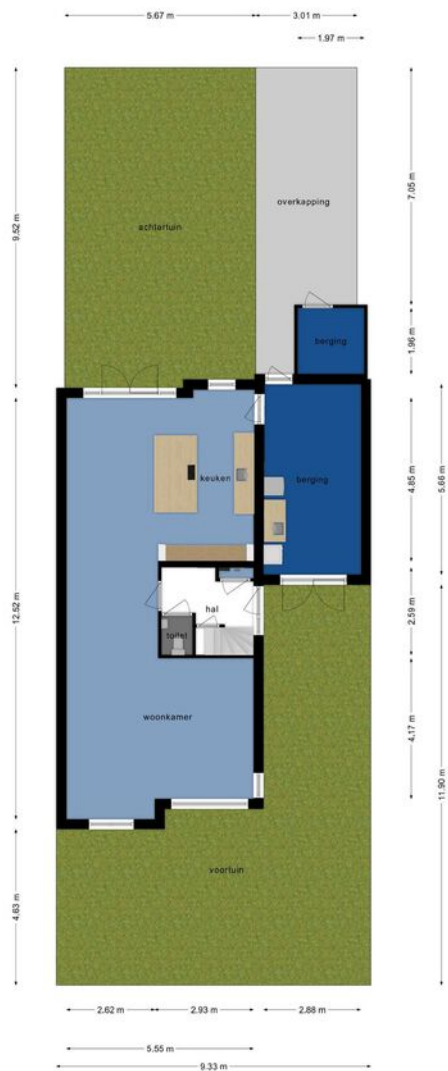 5.67 m
3.01 m
1.97 m
9.52 m
7.05 m
overkapping
achtertuin
1.96 m
berging
4.85 m
5.66 m
keuken
berging
12.52 m
2.59 m
hal
toilet
woonkamer
4.17 m
11.90 m
4.63 m
voortuin
2.62 m
2.93 m
2.88 m
5.55 m
9.33 m